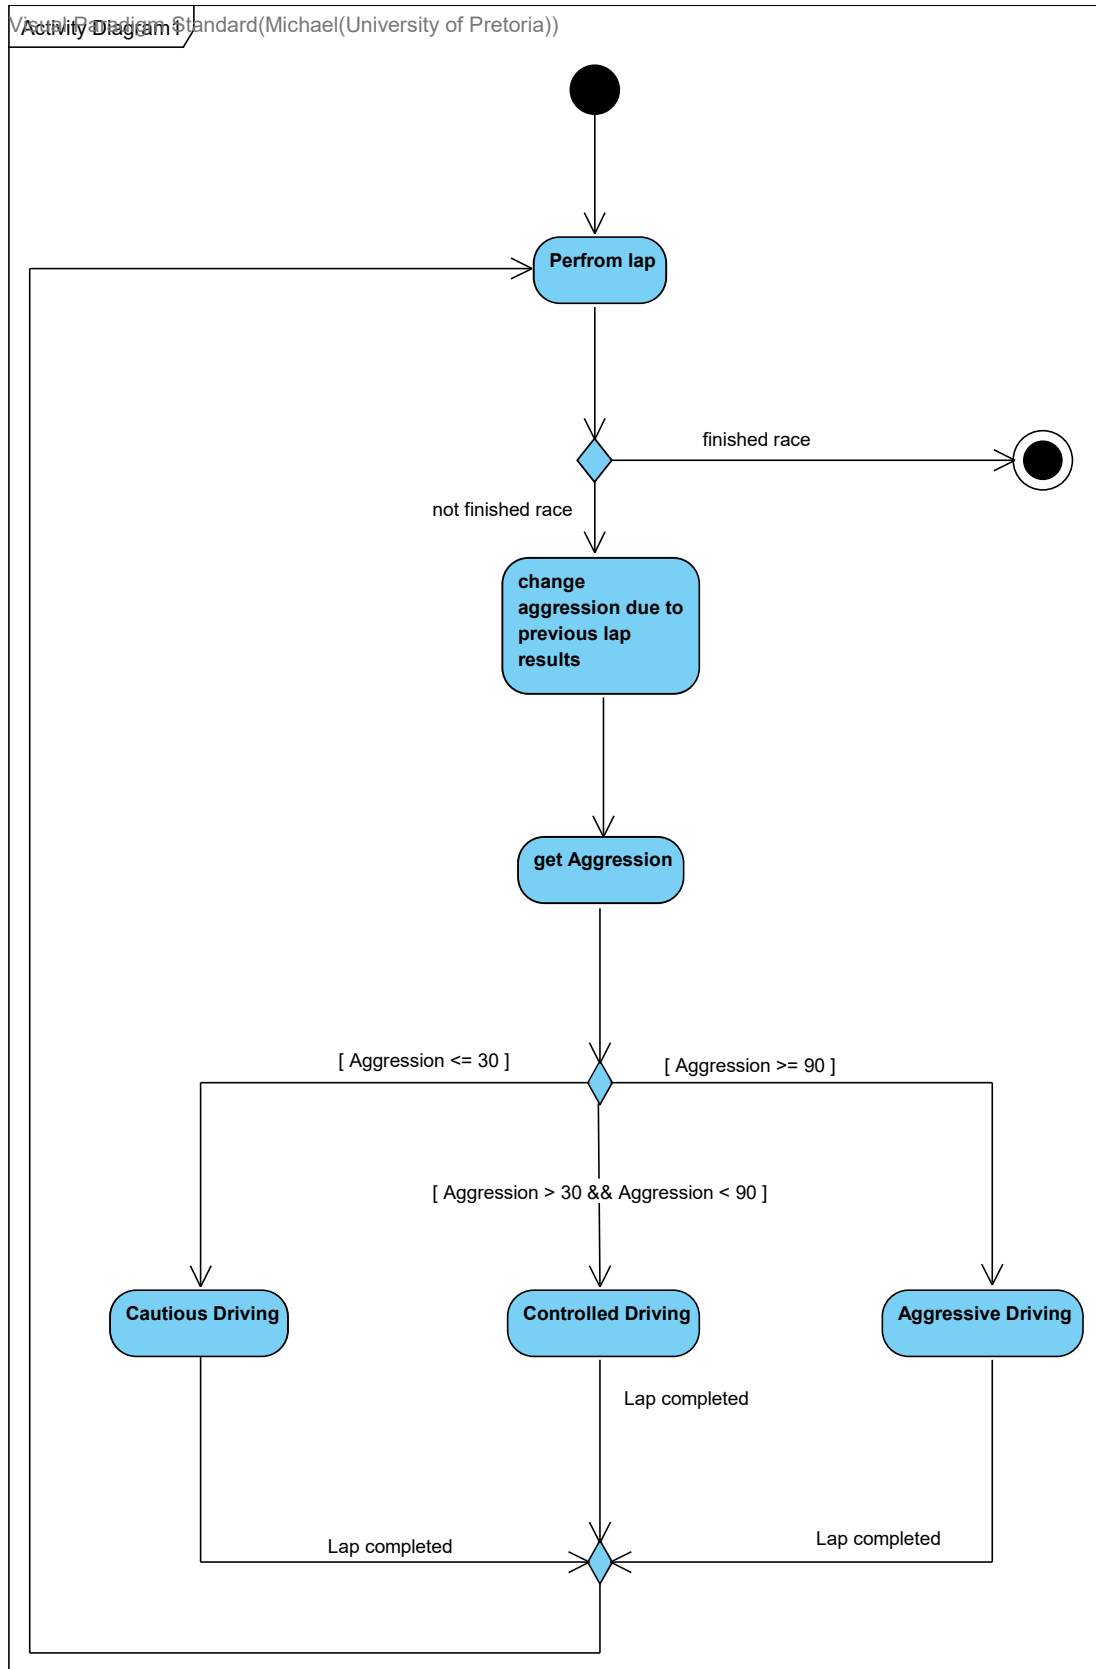 Visual Paradigm Standard(Michael(University of Pretoria))
Activity Diagram1
Perfrom lap
finished race
not finished race
change
aggression due to
previous lap
results
get Aggression
[ Aggression <= 30 ]
[ Aggression >= 90 ]
[ Aggression > 30 && Aggression < 90 ]
Cautious Driving
Controlled Driving
Aggressive Driving
Lap completed
Lap completed
Lap completed